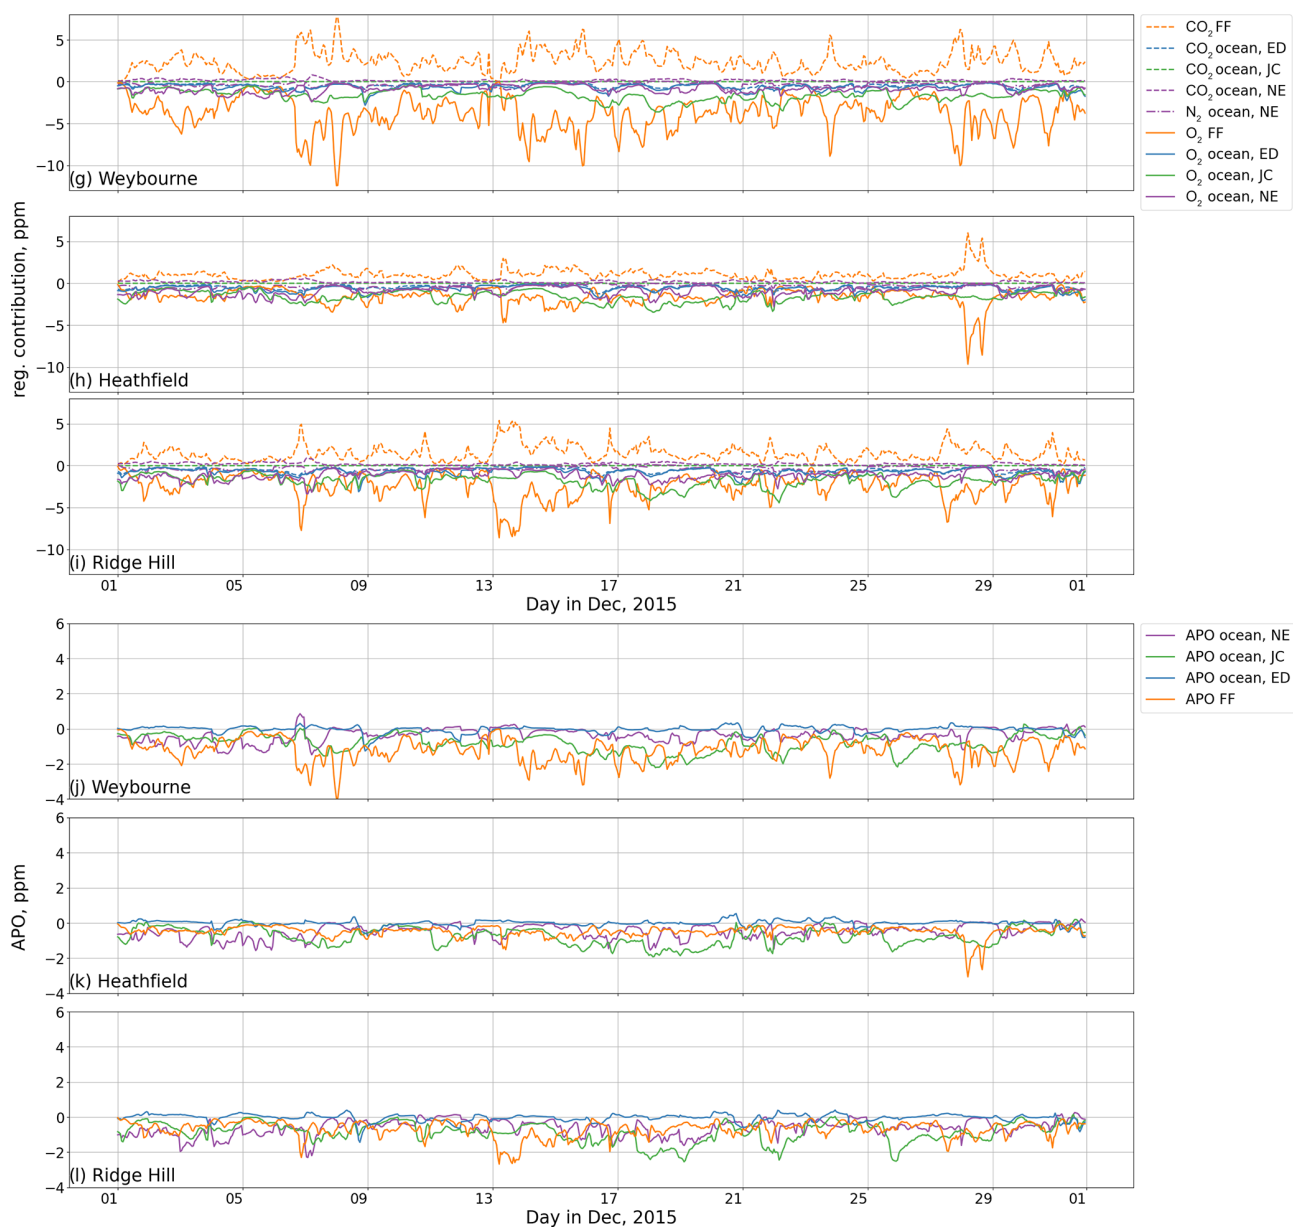 5
0
−5
−10
(g) Weybourne
CO2 FF
CO2 ocean, ED
CO2 ocean, JC
CO2 ocean, NE
N2 ocean, NE
O2 FF
O2 ocean, ED
O2 ocean, JC
O2 ocean, NE
reg. contribution, ppm
5
0
−5
−10
(h) Heathfield
5
0
−5
−10
(i) Ridge Hill
01 05 09 13 17 21 25 29 01
Day in Dec, 2015
6
4
2
0
−2
−4
(j) Weybourne
APO ocean, NE
APO ocean, JC
APO ocean, ED
APO FF
APO, ppm
6
4
2
0
−2
−4
(k) Heathfield
6
4
2
0
−2
−4
(l) Ridge Hill
01 05 09 13 17 21 25 29 01
Day in Dec, 2015